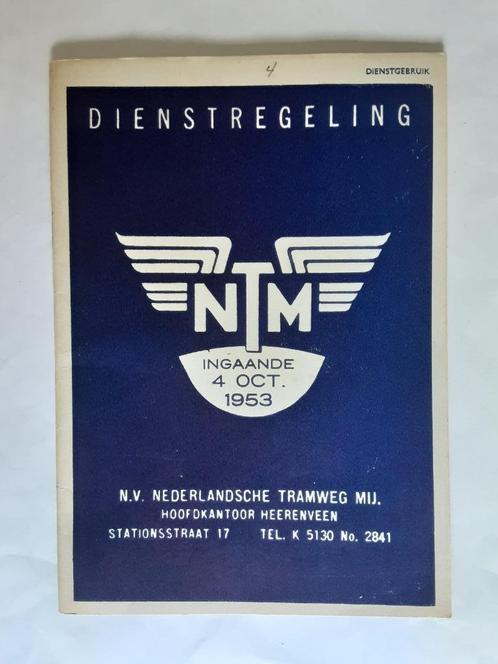 4
DIENSTGEBRUIK
DIENSTREGELING
NTM
INGAANDE
4 OCT.
1953
N.V. NEDERLANDSCHE TRAMWEG MIJ.
HOOFDKANTOOR HEERENVEEN
STATIONSSTRAAT 17 TEL. K 5130 No. 2841